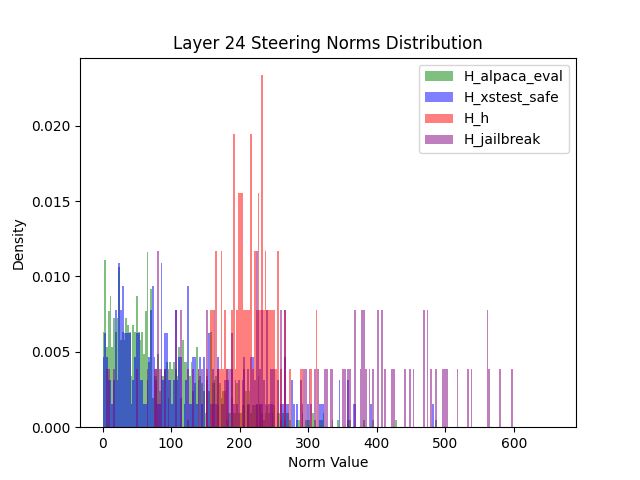 Layer 24 Steering Norms Distribution
H_alpaca_eval
H_xstest_safe
H_h
H_jailbreak
Density
0.020
0.015
0.010
0.005
0.000
0 100 200 300 400 500 600
Norm Value